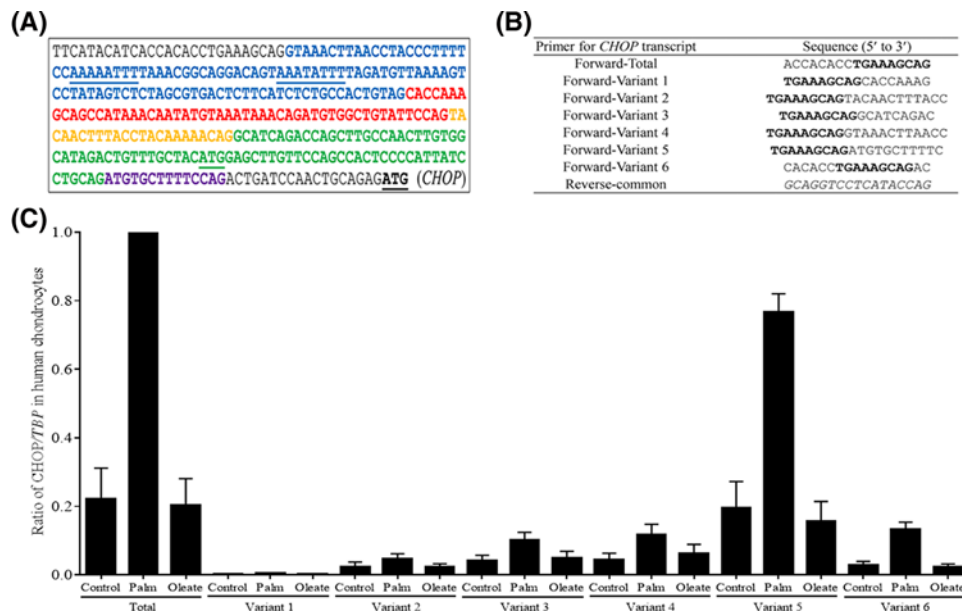 (A)
TTCATACATCACCACACCTGAAAGCAGGTAAACTTAACCTACCCTTTT
CCAAAAATTTTAAACGGCAGGACAGTAAATATTTTAGATGTTAAAAGT
CCTATAGTCTCTAGCGTGACTCTTCATCTCTGCCACTGTAGCACCAAA
GCAGCCATAAACAATATGTAAATAAACAGATGTGGCTGTATTCCAGTA
CAACTTTACCTACAAAAACAGGCATCAGACCAGCTTGCCAACTTGTGG
CATAGACTGTTTGCTACATGGAGCTTGTTCCAGCCACTCCCCATTATC
CTGCAGATGTGCTTTTCCAGACTGATCCAACTGCAGAGATG (CHOP)
(B)
Primer for CHOP transcript Sequence (5′ to 3′)
Forward-Total ACCACACCTGAAAGCAG
Forward-Variant 1 TGAAAGCAGCACCAAAG
Forward-Variant 2 TGAAAGCAGTACAACTTTACC
Forward-Variant 3 TGAAAGCAGGCATCAGAC
Forward-Variant 4 TGAAAGCAGGTAAACTTAACC
Forward-Variant 5 TGAAAGCAGATGTGCTTTTC
Forward-Variant 6 CACACCTGAAAGCAGAC
Reverse-common GCAGGTCCTCATACCAG
(C)
Ratio of CHOP/TBP in human chondrocytes
1.0
0.8
0.6
0.4
0.2
0.0
Control Palm Oleate Control Palm Oleate Control Palm Oleate Control Palm Oleate Control Palm Oleate Control Palm Oleate Control Palm Oleate
Total Variant 1 Variant 2 Variant 3 Variant 4 Variant 5 Variant 6